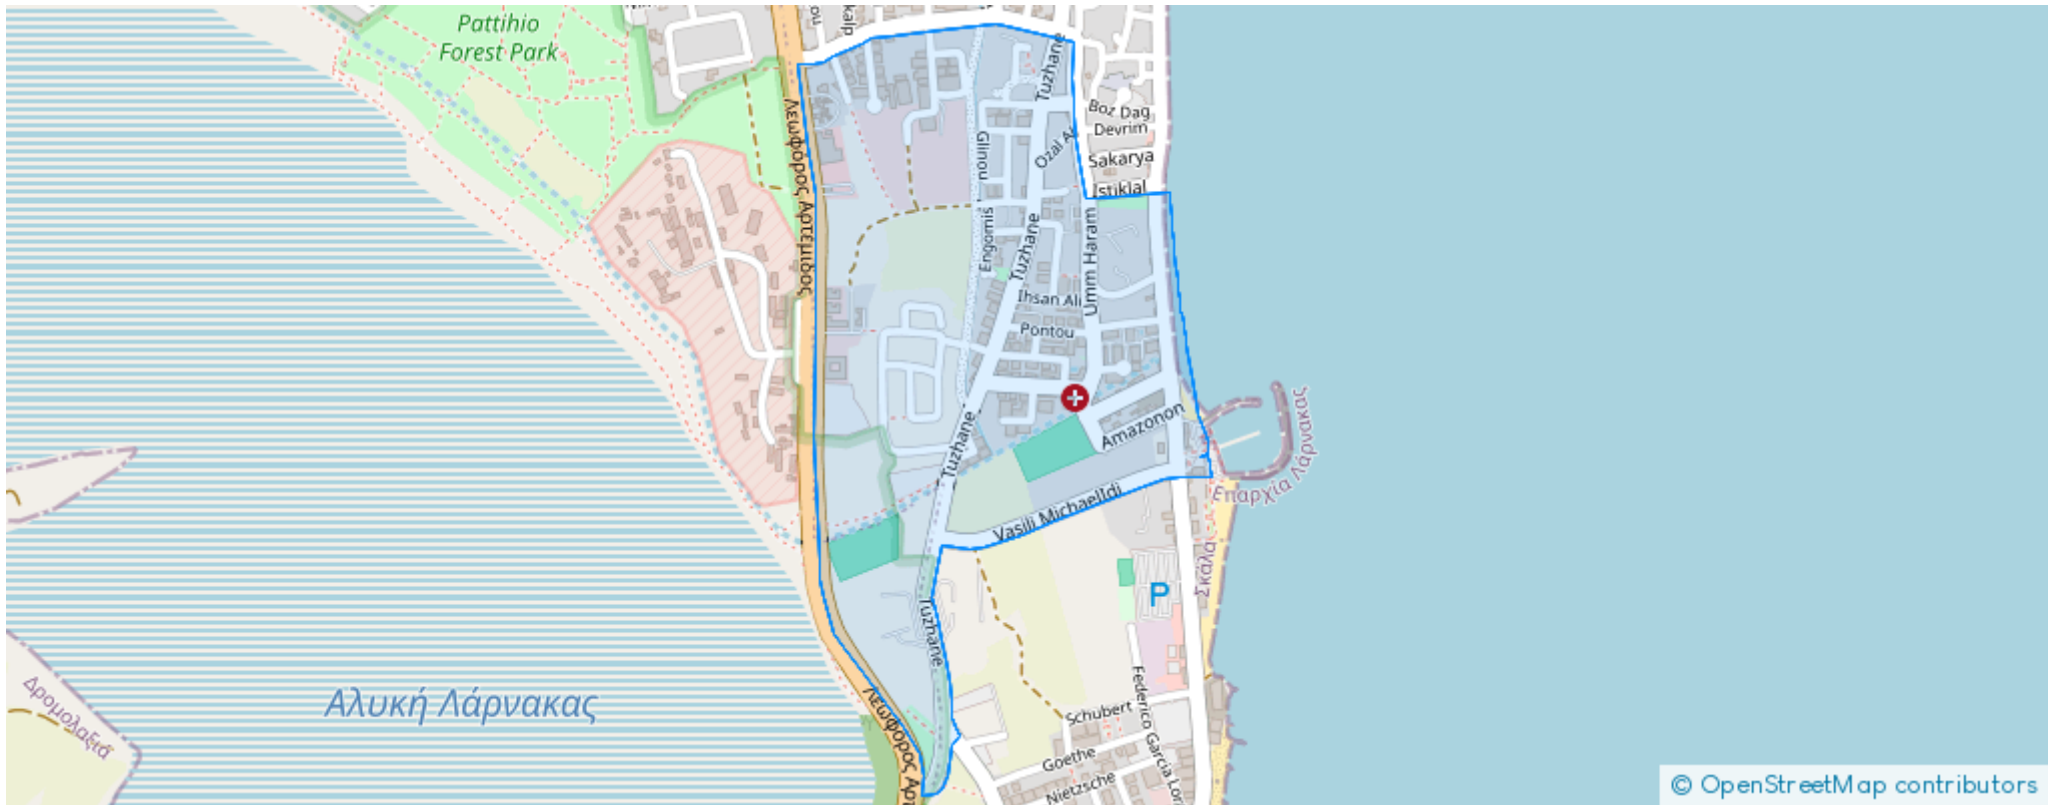 Pattihio
Forest Park
kalp
Tuzhane
Λεωφόρος Αρτέμιδος
Glinou
Ozal A
Boz Dag
Devrim
Sakarya
Istiklal
Engomis
Tuzhane
Umm Haram
Ihsan Ali
Pontou
Tuzhane
Amazonon
Επαρχία Λάρνακας
Vasili MichaelIdi
Σκάλα
P
Tuzhane
Αλυκή Λάρνακας
Δρομολαξιά
Λεωφόρος Αρτ
Schubert
Federico Garcia Lor
Goethe
Nietzsche
© OpenStreetMap contributors